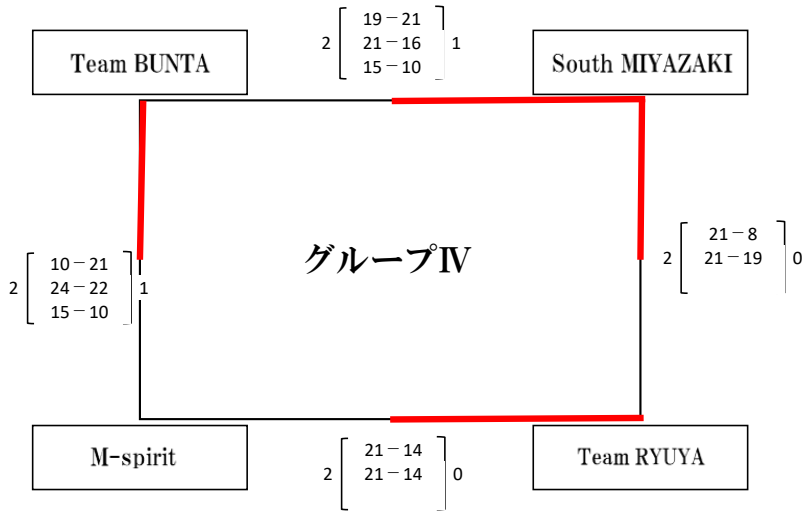 19－21
2 21－16 1
15－10
Team BUNTA
South MIYAZAKI
グループⅣ
10－21
2 24－22 1
15－10
21－8
2 21－19 0
M-spirit
Team RYUYA
21－14
2 21－14 0